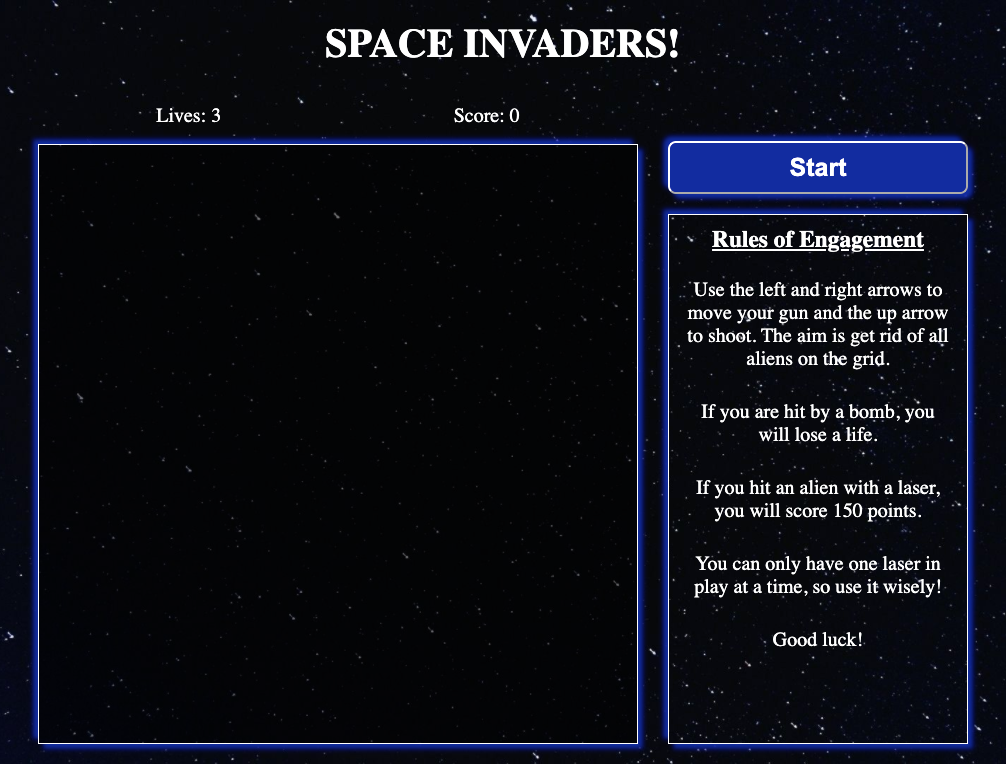 SPACE INVADERS!
Lives: 3
Score: 0
Start
Rules of Engagement
Use the left and right arrows to
move your gun and the up arrow
to shoot. The aim is get rid of all
aliens on the grid.
If you are hit by a bomb, you
will lose a life.
If you hit an alien with a laser,
you will score 150 points.
You can only have one laser in
play at a time, so use it wisely!
Good luck!